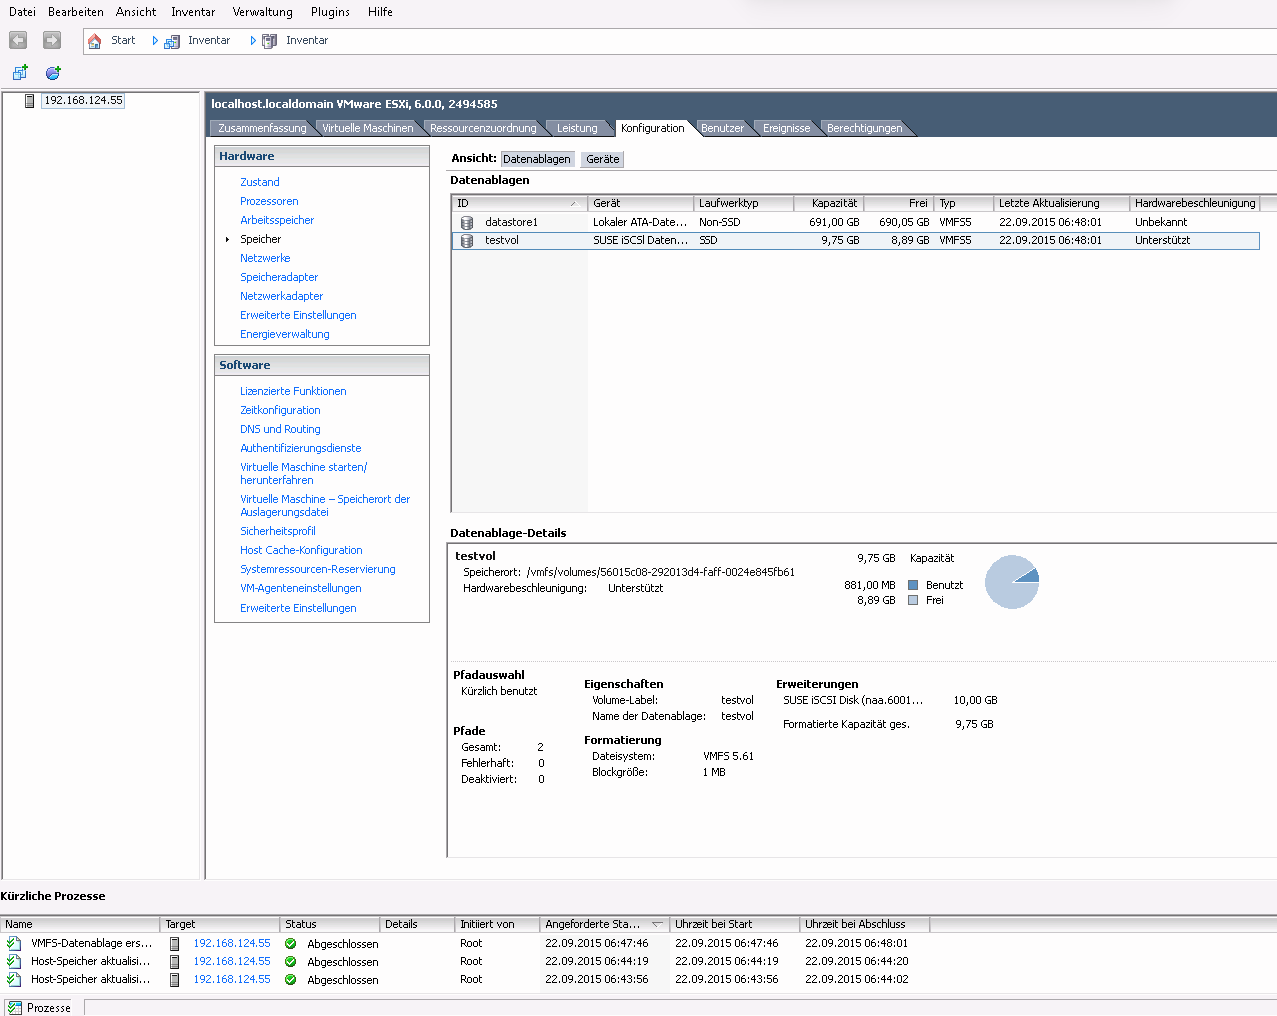 Datei Bearbeiten Ansicht Inventar Verwaltung Plugins Hilfe
Start Inventar Inventar
192.168.124.55
localhost.localdomain VMware ESXi, 6.0.0, 2494585
Zusammenfassung Virtuelle Maschinen Ressourcenzuordnung Leistung Konfiguration Benutzer Ereignisse Berechtigungen
Hardware
Zustand
Prozessoren
Arbeitsspeicher
Speicher
Netzwerke
Speicheradapter
Netzwerkadapter
Erweiterte Einstellungen
Energieverwaltung
Software
Lizenzierte Funktionen
Zeitkonfiguration
DNS und Routing
Authentifizierungsdienste
Virtuelle Maschine starten/
herunterfahren
Virtuelle Maschine – Speicherort der
Auslagerungsdatei
Sicherheitsprofil
Host Cache-Konfiguration
Systemressourcen-Reservierung
VM-Agenteneinstellungen
Erweiterte Einstellungen
Ansicht: Datenablagen Geräte
Datenablagen
ID Gerät Laufwerktyp Kapazität Frei Typ Letzte Aktualisierung Hardwarebeschleunigung
datastore1 Lokaler ATA-Date... Non-SSD 691,00 GB 690,05 GB VMFS5 22.09.2015 06:48:01 Unbekannt
testvol SUSE iSCSI Daten... SSD 9,75 GB 8,89 GB VMFS5 22.09.2015 06:48:01 Unterstützt
Datenablage-Details
testvol 9,75 GB Kapazität
Speicherort: /vmfs/volumes/56015c08-292013d4-faff-0024e845fb61
Hardwarebeschleunigung: Unterstützt
881,00 MB Benutzt
8,89 GB Frei
Pfadauswahl
Kürzlich benutzt
Pfade
Gesamt: 2
Fehlerhaft: 0
Deaktiviert: 0
Eigenschaften
Volume-Label: testvol
Name der Datenablage: testvol
Formatierung
Dateisystem: VMFS 5.61
Blockgröße: 1 MB
Erweiterungen
SUSE iSCSI Disk (naa.6001... 10,00 GB
Formatierte Kapazität ges. 9,75 GB
Kürzliche Prozesse
Name Target Status Details Initiiert von Angeforderte Sta... Uhrzeit bei Start Uhrzeit bei Abschluss
VMFS-Datenablage ers... 192.168.124.55 Abgeschlossen Root 22.09.2015 06:47:46 22.09.2015 06:47:46 22.09.2015 06:48:01
Host-Speicher aktualisi... 192.168.124.55 Abgeschlossen Root 22.09.2015 06:44:19 22.09.2015 06:44:19 22.09.2015 06:44:20
Host-Speicher aktualisi... 192.168.124.55 Abgeschlossen Root 22.09.2015 06:43:56 22.09.2015 06:43:56 22.09.2015 06:44:02
Prozesse